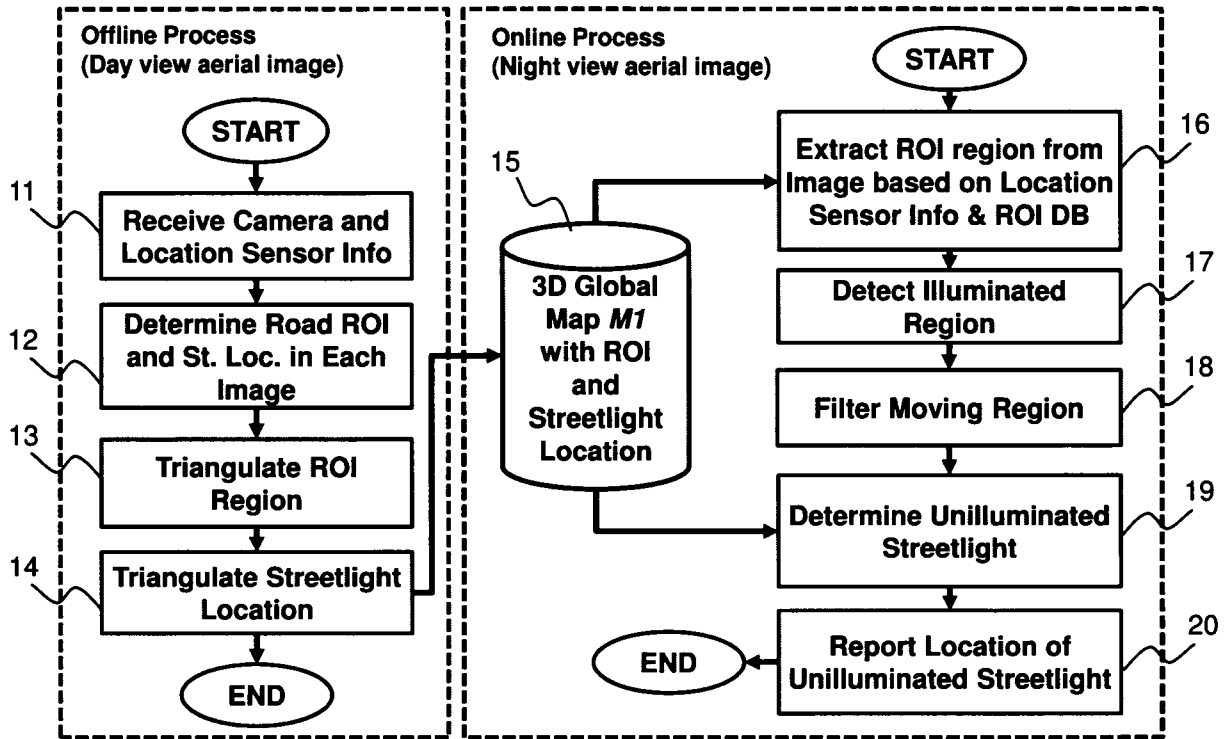 Offline Process
(Day view aerial image)
START
11
Receive Camera and
Location Sensor Info
12
Determine Road ROI
and St. Loc. in Each
Image
13
Triangulate ROI
Region
14
Triangulate Streetlight
Location
END
Online Process
(Night view aerial image)
START
15
3D Global
Map M1
with ROI
and
Streetlight
Location
16
Extract ROI region from
Image based on Location
Sensor Info & ROI DB
17
Detect Illuminated
Region
18
Filter Moving Region
19
Determine Unilluminated
Streetlight
20
Report Location of
Unilluminated Streetlight
END